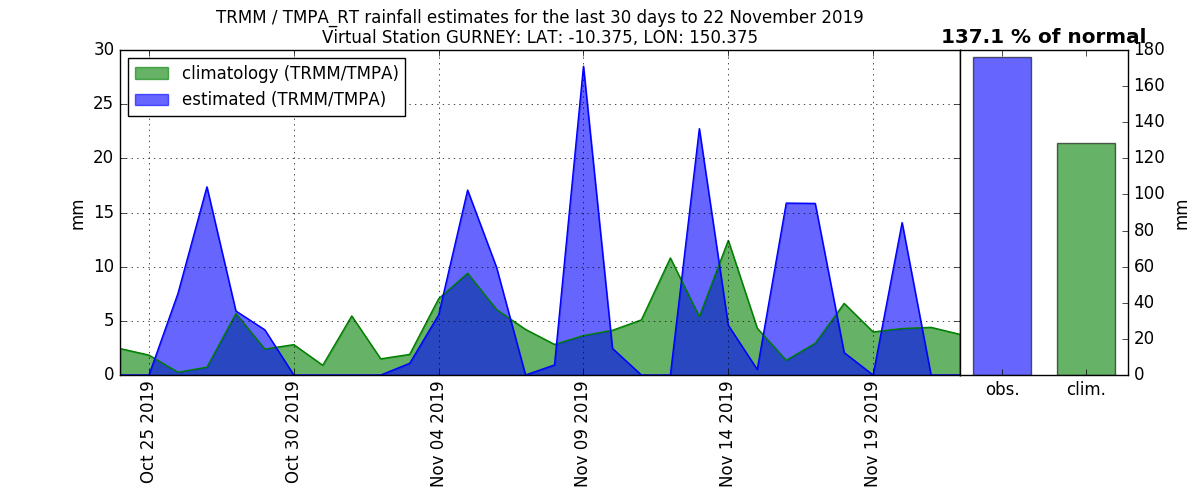 TRMM / TMPA_RT rainfall estimates for the last 30 days to 22 November 2019
Virtual Station GURNEY: LAT: -10.375, LON: 150.375
137.1 % of normal
climatology (TRMM/TMPA)
estimated (TRMM/TMPA)
30
25
20
15
10
5
0
mm
Oct 25 2019
Oct 30 2019
Nov 04 2019
Nov 09 2019
Nov 14 2019
Nov 19 2019
180
160
140
120
100
80
60
40
20
0
mm
obs.
clim.